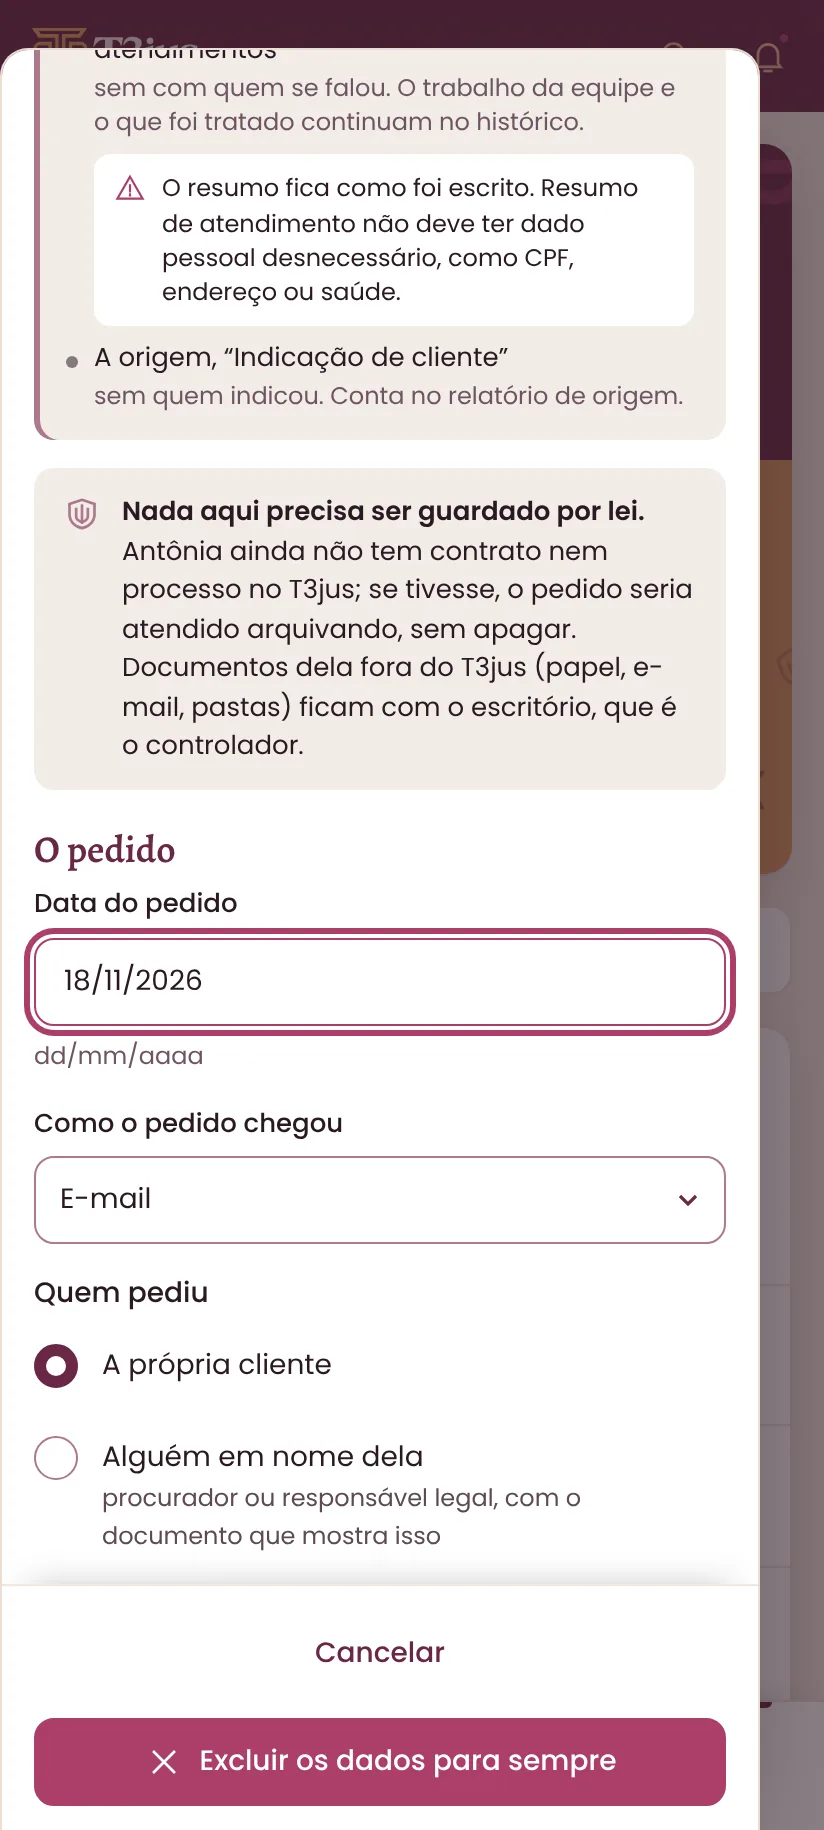 T3jus
atendimentos
sem com quem se falou. O trabalho da equipe e
o que foi tratado continuam no histórico.
O resumo fica como foi escrito. Resumo
de atendimento não deve ter dado
pessoal desnecessário, como CPF,
endereço ou saúde.
A origem, “Indicação de cliente”
sem quem indicou. Conta no relatório de origem.
Nada aqui precisa ser guardado por lei.
Antônia ainda não tem contrato nem
processo no T3jus; se tivesse, o pedido seria
atendido arquivando, sem apagar.
Documentos dela fora do T3jus (papel, e-
mail, pastas) ficam com o escritório, que é
o controlador.
O pedido
Data do pedido
18/11/2026
dd/mm/aaaa
Como o pedido chegou
E-mail
Quem pediu
A própria cliente
Alguém em nome dela
procurador ou responsável legal, com o
documento que mostra isso
Cancelar
Excluir os dados para sempre